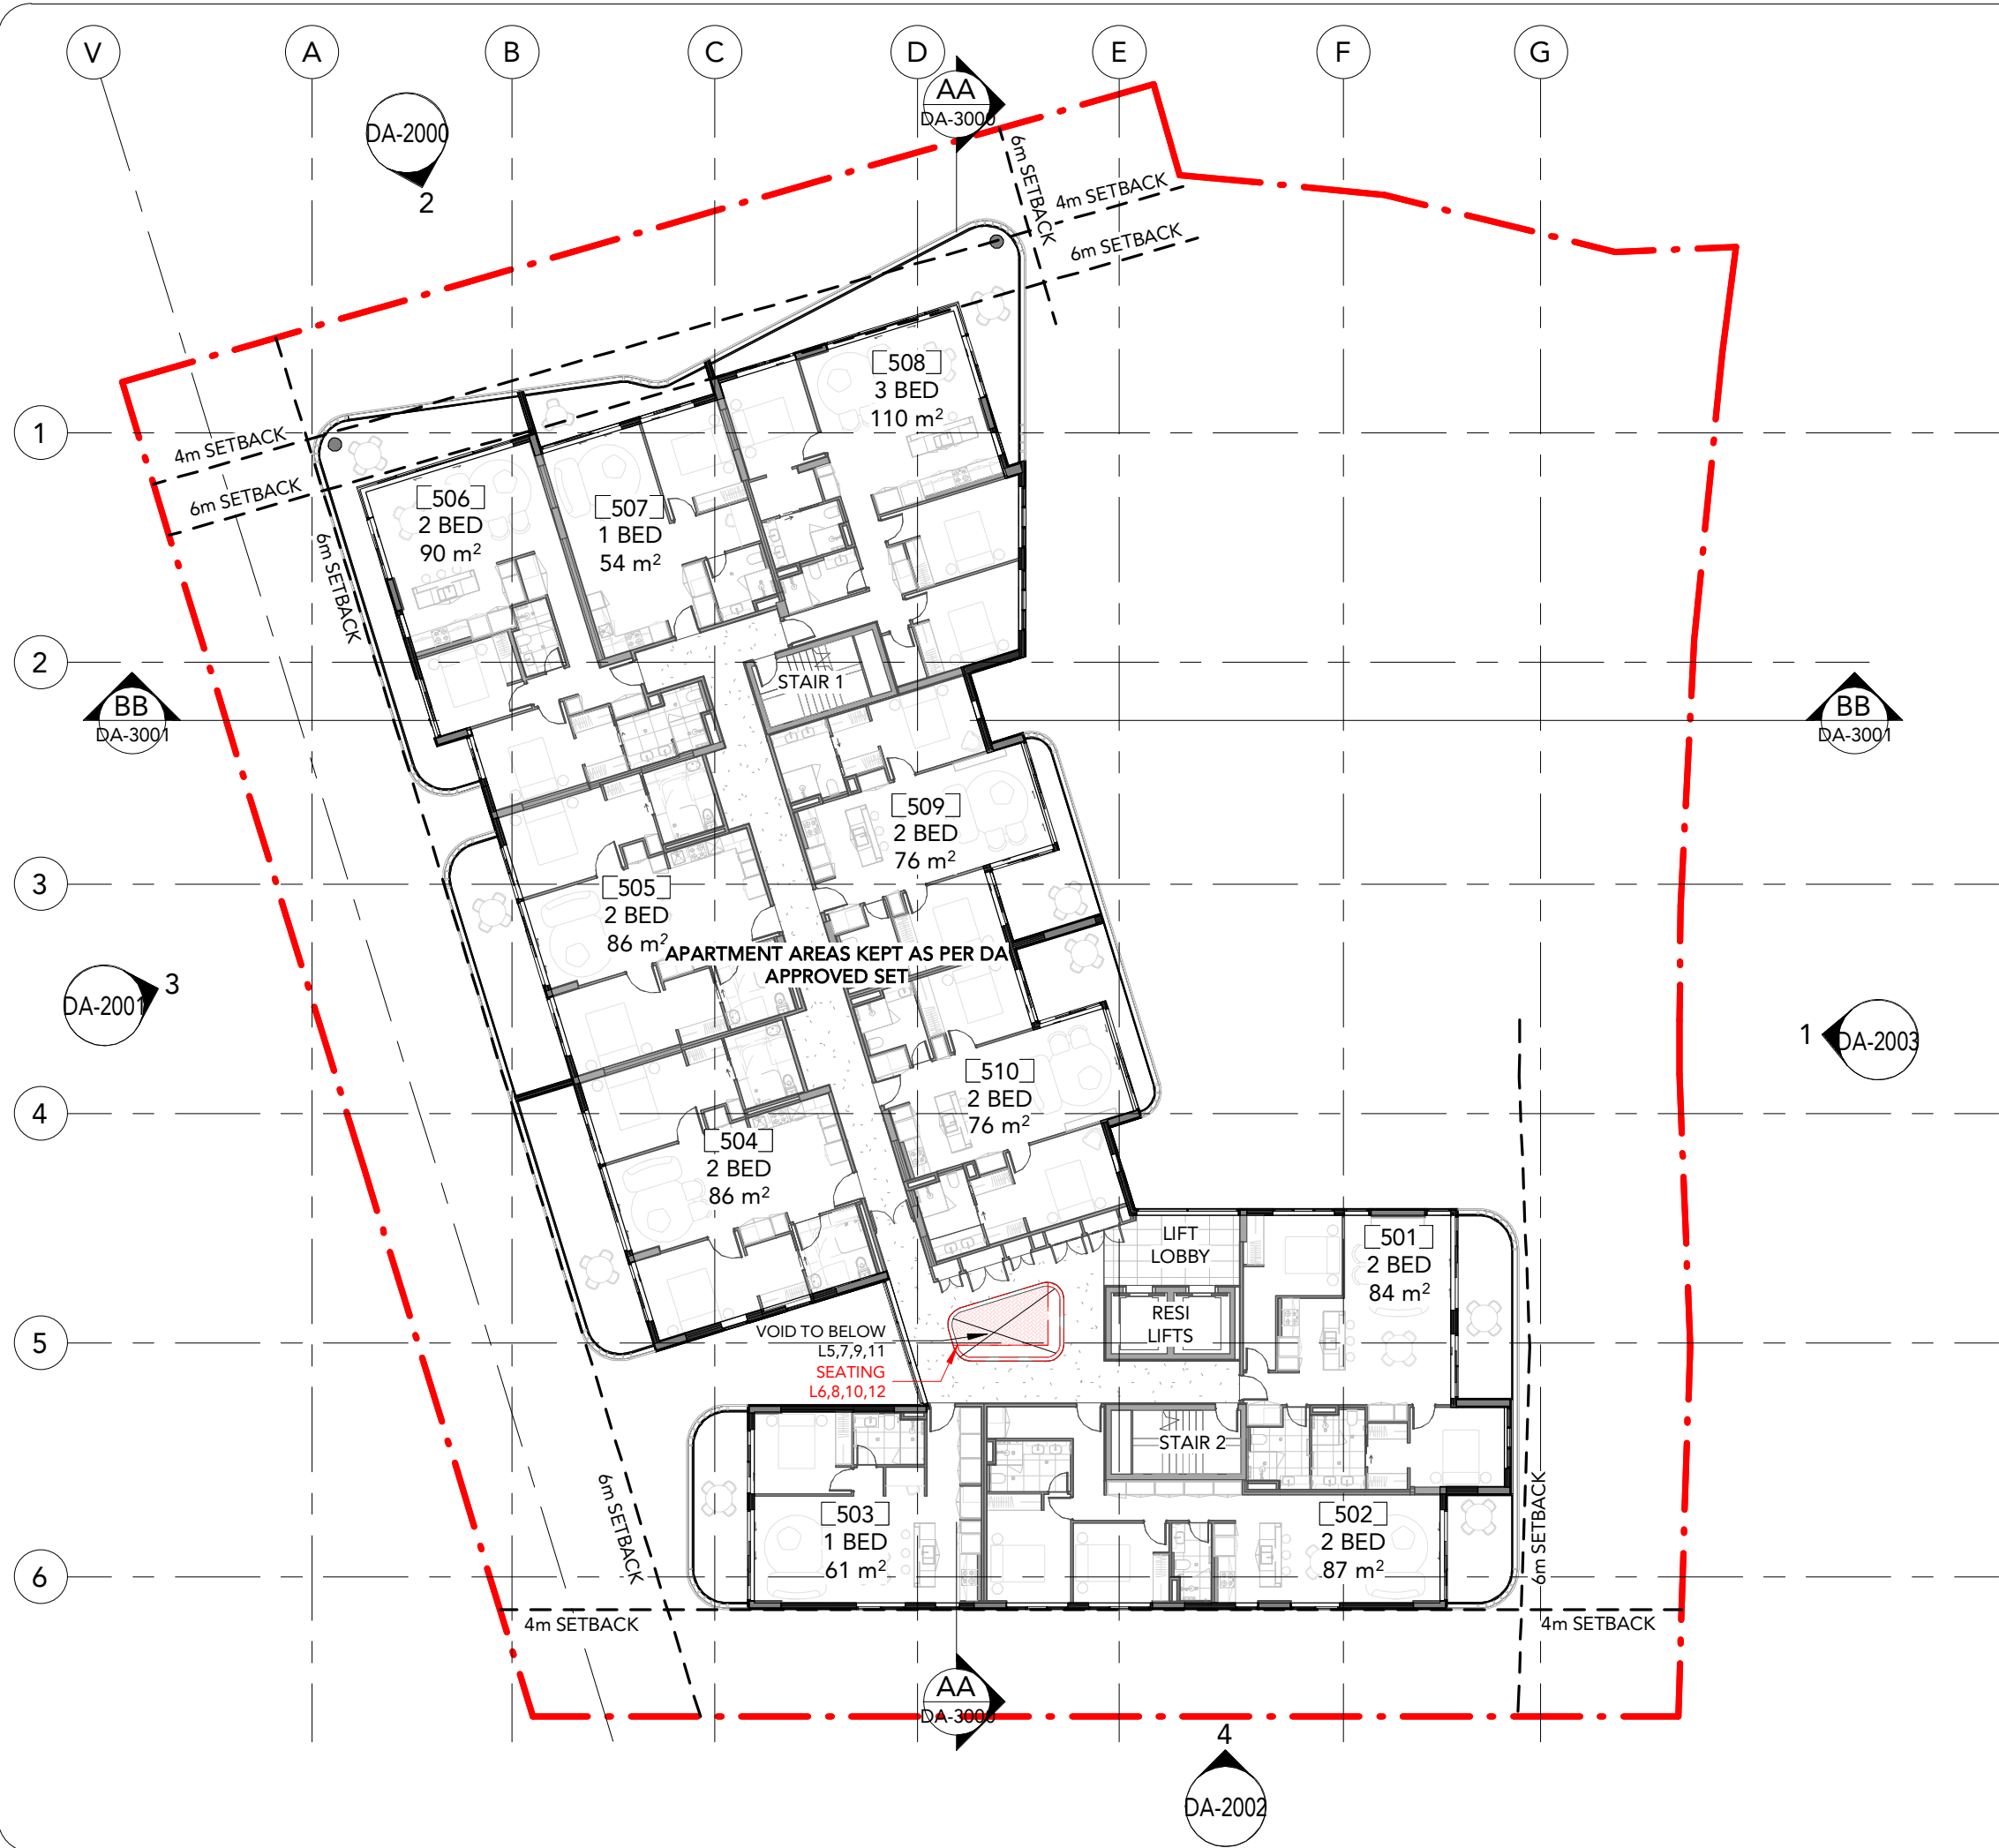 V
A
B
C
D
E
F
G
AA
DA-3000
DA-2000
2
6m SETBACK
4m SETBACK
6m SETBACK
1
4m SETBACK
6m SETBACK
6m SETBACK
508
3 BED
110 m²
506
2 BED
90 m²
507
1 BED
54 m²
2
STAIR 1
BB
DA-3001
BB
DA-3001
509
2 BED
76 m²
3
505
2 BED
86 m²
APARTMENT AREAS KEPT AS PER DA
APPROVED SET
DA-2001
3
1
DA-2003
510
2 BED
76 m²
4
504
2 BED
86 m²
LIFT
LOBBY
501
2 BED
84 m²
RESI
LIFTS
5
VOID TO BELOW
L5,7,9,11
SEATING
L6,8,10,12
STAIR 2
6m SETBACK
503
1 BED
61 m²
502
2 BED
87 m²
6m SETBACK
6
4m SETBACK
4m SETBACK
AA
DA-3000
4
DA-2002